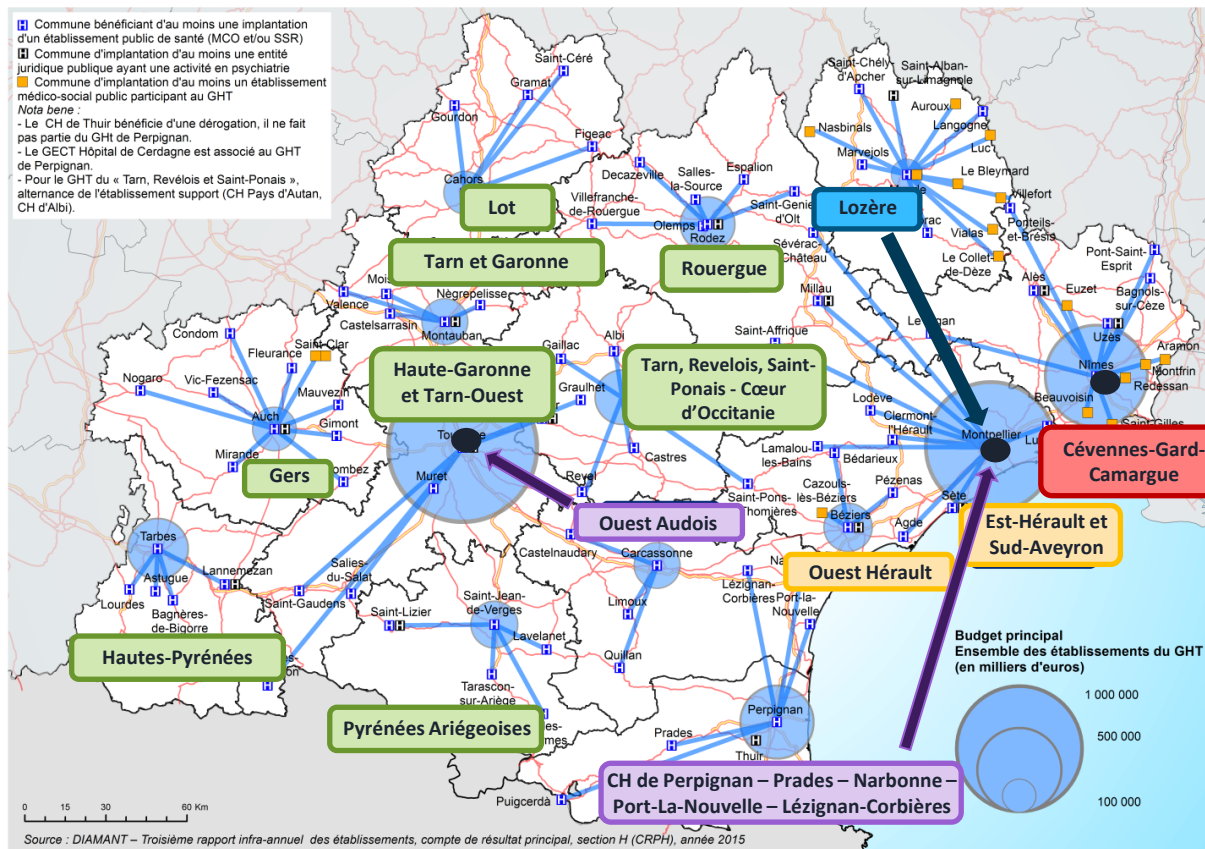 Commune bénéficiant d'au moins une implantation
d'un établissement public de santé (MCO et/ou SSR)
Commune d'implantation d'au moins une entité
juridique publique ayant une activité en psychiatrie
Commune d'implantation d'au moins un établissement
médico-social public participant au GHT
Nota bene :
- Le CH de Thuir bénéficie d'une dérogation, il ne fait
pas partie du GHt de Perpignan.
- Le GECT Hôpital de Cerdagne est associé au GHT
de Perpignan.
- Pour le GHT du « Tarn, Revélois et Saint-Ponais »,
alternance de l'établissement support (CH Pays d'Autan,
CH d'Albi).
Saint-Céré
Gramat
Gourdon
Figeac
Cahors
Lot
Saint-Chély-
d'Apcher
Saint-Alban-
sur-Limagnole
Auroux
Langogne
Nasbinals
Luc
Marvejols
Le Bleymard
Villefort
Vialas
Le Collet-
de-Dèze
Ponteils-
et-Brésis
Lozère
Decazeville
Salles-
la-Source
Espalion
Villefranche-
de-Rouergue
Saint-Geniez
d'Olt
Olemps
Rodez
Sévérac-
Château
Rouergue
Tarn et Garonne
Valence
Nègrepelisse
Castelsarrasin
Montauban
Millau
Saint-Affrique
Pont-Saint-
Esprit
Alès
Euzet
Bagnols-
sur-Cèze
Uzès
Aramon
Nîmes
Montfrin
Redessan
Beauvoisin
Saint-Gilles
Condom
Saint-Clar
Fleurance
Nogaro
Vic-Fezensac
Mauvezin
Auch
Gimont
Mirande
Gers
Gaillac
Albi
Graulhet
Haute-Garonne
et Tarn-Ouest
Tarn, Revelois, Saint-
Ponais - Cœur
d'Occitanie
Castres
Revel
Muret
Lodève
Clermont-
l'Hérault
Montpellier
Lamalou-
les-Bains
Bédarieux
Cazouls-
lès-Béziers
Pézenas
Saint-Pons-
Thomières
Béziers
Agde
Sète
Cévennes-Gard-
Camargue
Est-Hérault et
Sud-Aveyron
Ouest Hérault
Ouest Audois
Tarbes
Astugue
Lannemezan
Lourdes
Bagnères-
de-Bigorre
Salies-
du-Salat
Saint-Gaudens
Hautes-Pyrénées
Castelnaudary
Carcassonne
Limoux
Lézignan-
Corbières
Port-la-
Nouvelle
Quillan
Saint-Lizier
Saint-Jean-
de-Verges
Lavelanet
Tarascon-
sur-Ariège
Pyrénées Ariégeoises
Perpignan
Prades
Thuir
Puigcerdà
CH de Perpignan – Prades – Narbonne –
Port-La-Nouvelle – Lézignan-Corbières
Budget principal
Ensemble des établissements du GHT
(en milliers d'euros)
1 000 000
500 000
100 000
0 15 30 60 Km
Source : DIAMANT – Troisième rapport infra-annuel des établissements, compte de résultat principal, section H (CRPH), année 2015